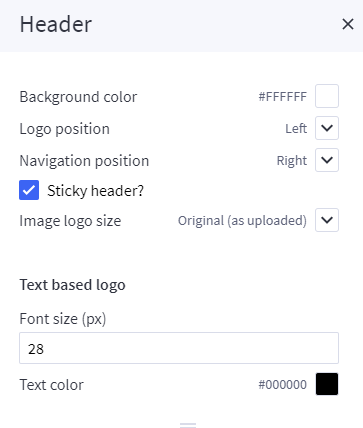 Header
Background color #FFFFFF
Logo position Left
Navigation position Right
Sticky header?
Image logo size Original (as uploaded)
Text based logo
Font size (px)
28
Text color #000000